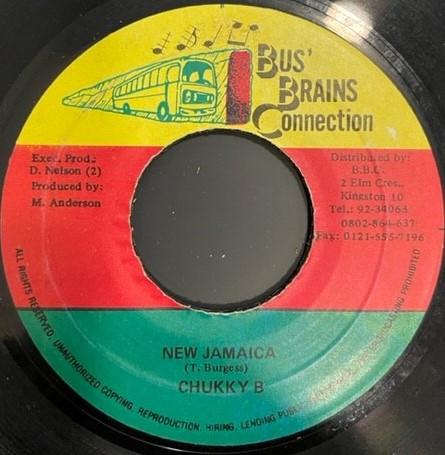 BUS'
BRAINS
Connection
Exec. Prod.:
D. Nelson (2)
Produced by:
M. Anderson
Distributed by:
B.B.C.
2 Elm Cres.,
Kingston 10
Tel.: 92-34063
0802-864-637
Fax: 0121-555-7196
NEW JAMAICA
(T. Burgess)
CHUKKY B
ALL RIGHTS RESERVED. UNAUTHORIZED COPYING, REPRODUCTION, HIRING, LENDING PUBLIC PROHIBITED